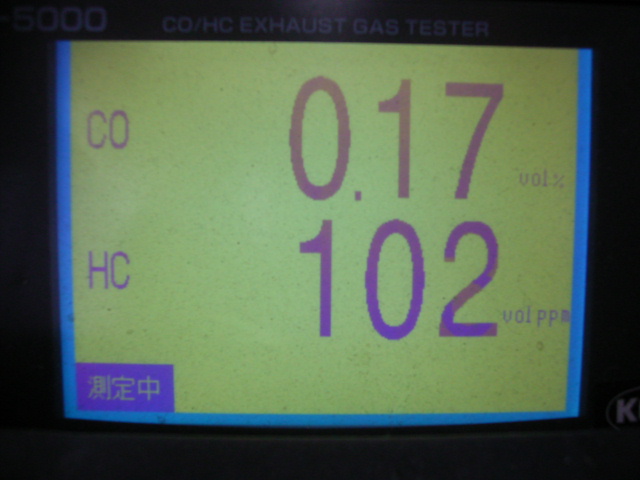 -5000 CO/HC EXHAUST GAS TESTER
CO 0.17 vol%
HC 102 vol ppm
測定中
K